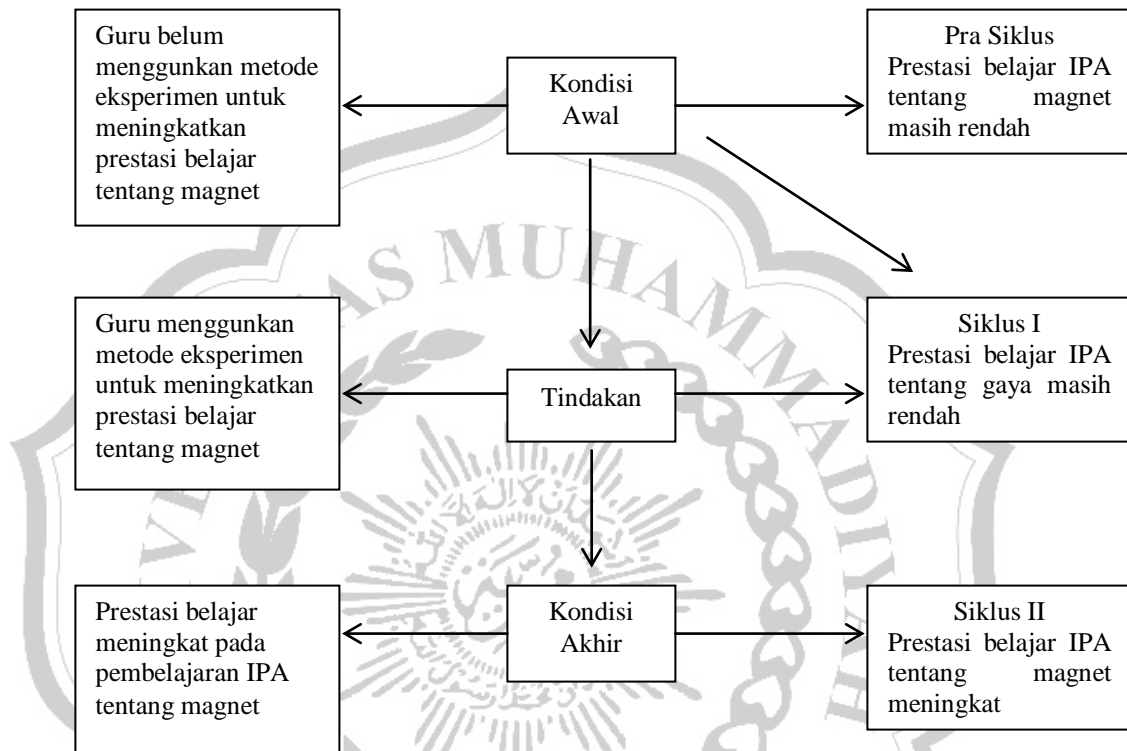 Guru belum
menggunkan metode
eksperimen untuk
meningkatkan
prestasi belajar
tentang magnet
Kondisi
Awal
Pra Siklus
Prestasi belajar IPA
tentang magnet
masih rendah
Guru menggunkan
metode eksperimen
untuk meningkatkan
prestasi belajar
tentang magnet
Tindakan
Siklus I
Prestasi belajar IPA
tentang gaya masih
rendah
Prestasi belajar
meningkat pada
pembelajaran IPA
tentang magnet
Kondisi
Akhir
Siklus II
Prestasi belajar IPA
tentang magnet
meningkat
AS MUHAMMADIYAH